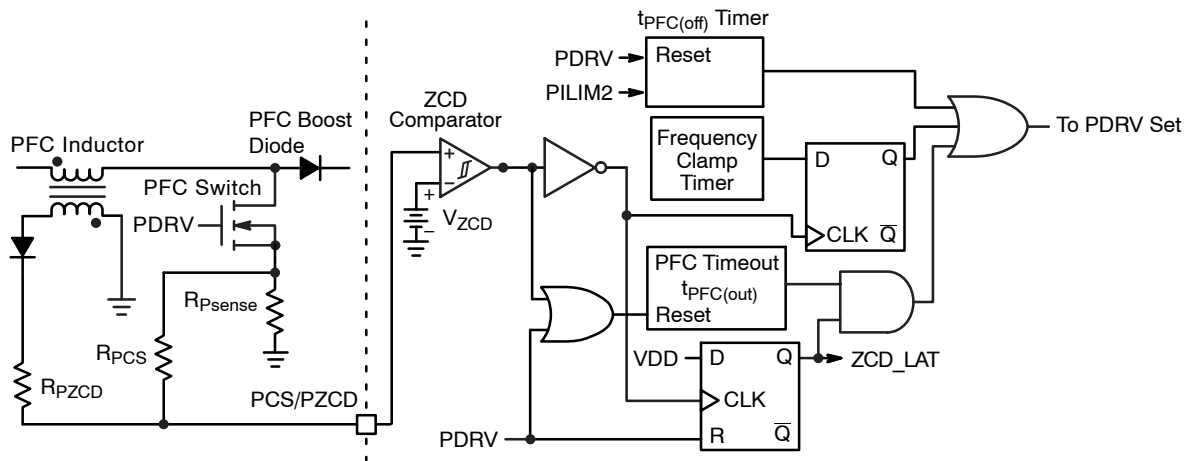 tPFC(off) Timer
PDRV
PILIM2
Reset
ZCD
Comparator
PFC Boost
Diode
PFC Inductor
Frequency
Clamp
Timer
D
Q
CLK
Q
To PDRV Set
PFC Switch
PDRV
+
−
+
−
VZCD
PFC Timeout
tPFC(out)
Reset
RPsense
RPCS
RPZCD
PCS/PZCD
VDD
D
Q
CLK
R
Q
ZCD_LAT
PDRV